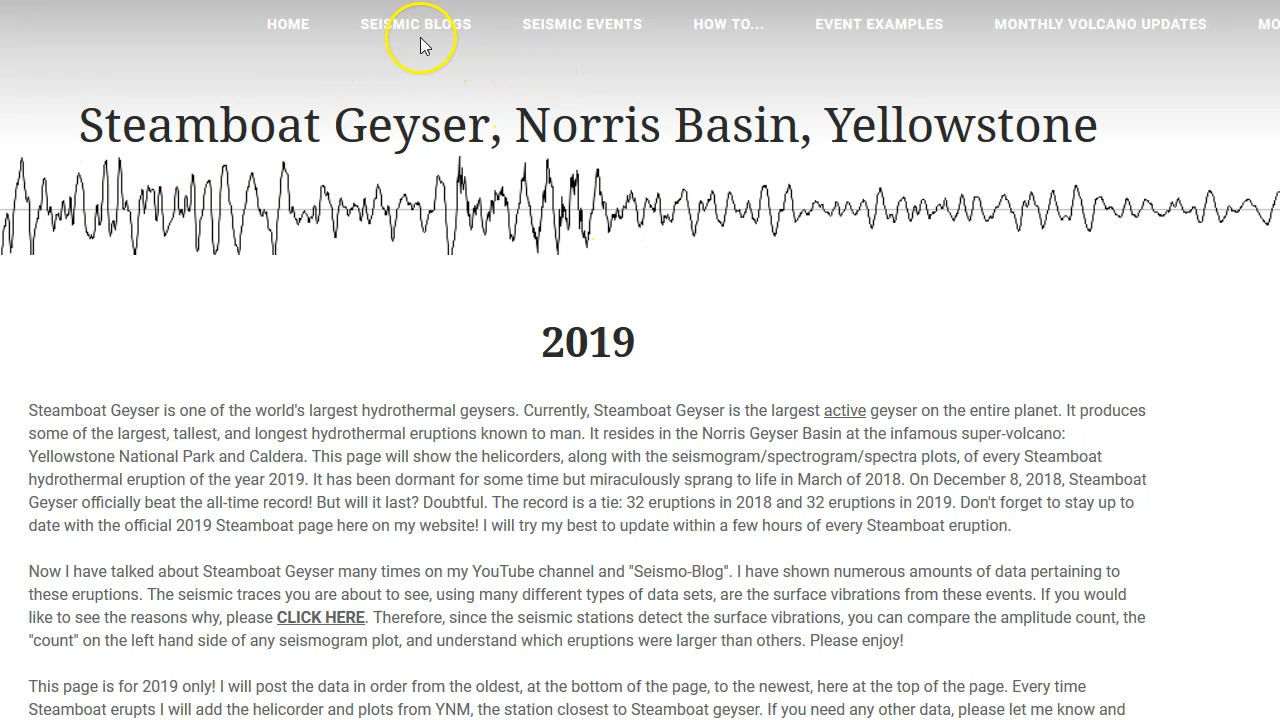 HOME SEISMIC BLOGS SEISMIC EVENTS HOW TO... EVENT EXAMPLES MONTHLY VOLCANO UPDATES MO
Steamboat Geyser, Norris Basin, Yellowstone
2019
Steamboat Geyser is one of the world's largest hydrothermal geysers. Currently, Steamboat Geyser is the largest active geyser on the entire planet. It produces
some of the largest, tallest, and longest hydrothermal eruptions known to man. It resides in the Norris Geyser Basin at the infamous super-volcano:
Yellowstone National Park and Caldera. This page will show the helicorders, along with the seismogram/spectrogram/spectra plots, of every Steamboat
hydrothermal eruption of the year 2019. It has been dormant for some time but miraculously sprang to life in March of 2018. On December 8, 2018, Steamboat
Geyser officially beat the all-time record! But will it last? Doubtful. The record is a tie: 32 eruptions in 2018 and 32 eruptions in 2019. Don't forget to stay up to
date with the official 2019 Steamboat page here on my website! I will try my best to update within a few hours of every Steamboat eruption.
Now I have talked about Steamboat Geyser many times on my YouTube channel and "Seismo-Blog". I have shown numerous amounts of data pertaining to
these eruptions. The seismic traces you are about to see, using many different types of data sets, are the surface vibrations from these events. If you would
like to see the reasons why, please CLICK HERE. Therefore, since the seismic stations detect the surface vibrations, you can compare the amplitude count, the
"count" on the left hand side of any seismogram plot, and understand which eruptions were larger than others. Please enjoy!
This page is for 2019 only! I will post the data in order from the oldest, at the bottom of the page, to the newest, here at the top of the page. Every time
Steamboat erupts I will add the helicorder and plots from YNM, the station closest to Steamboat geyser. If you need any other data, please let me know and